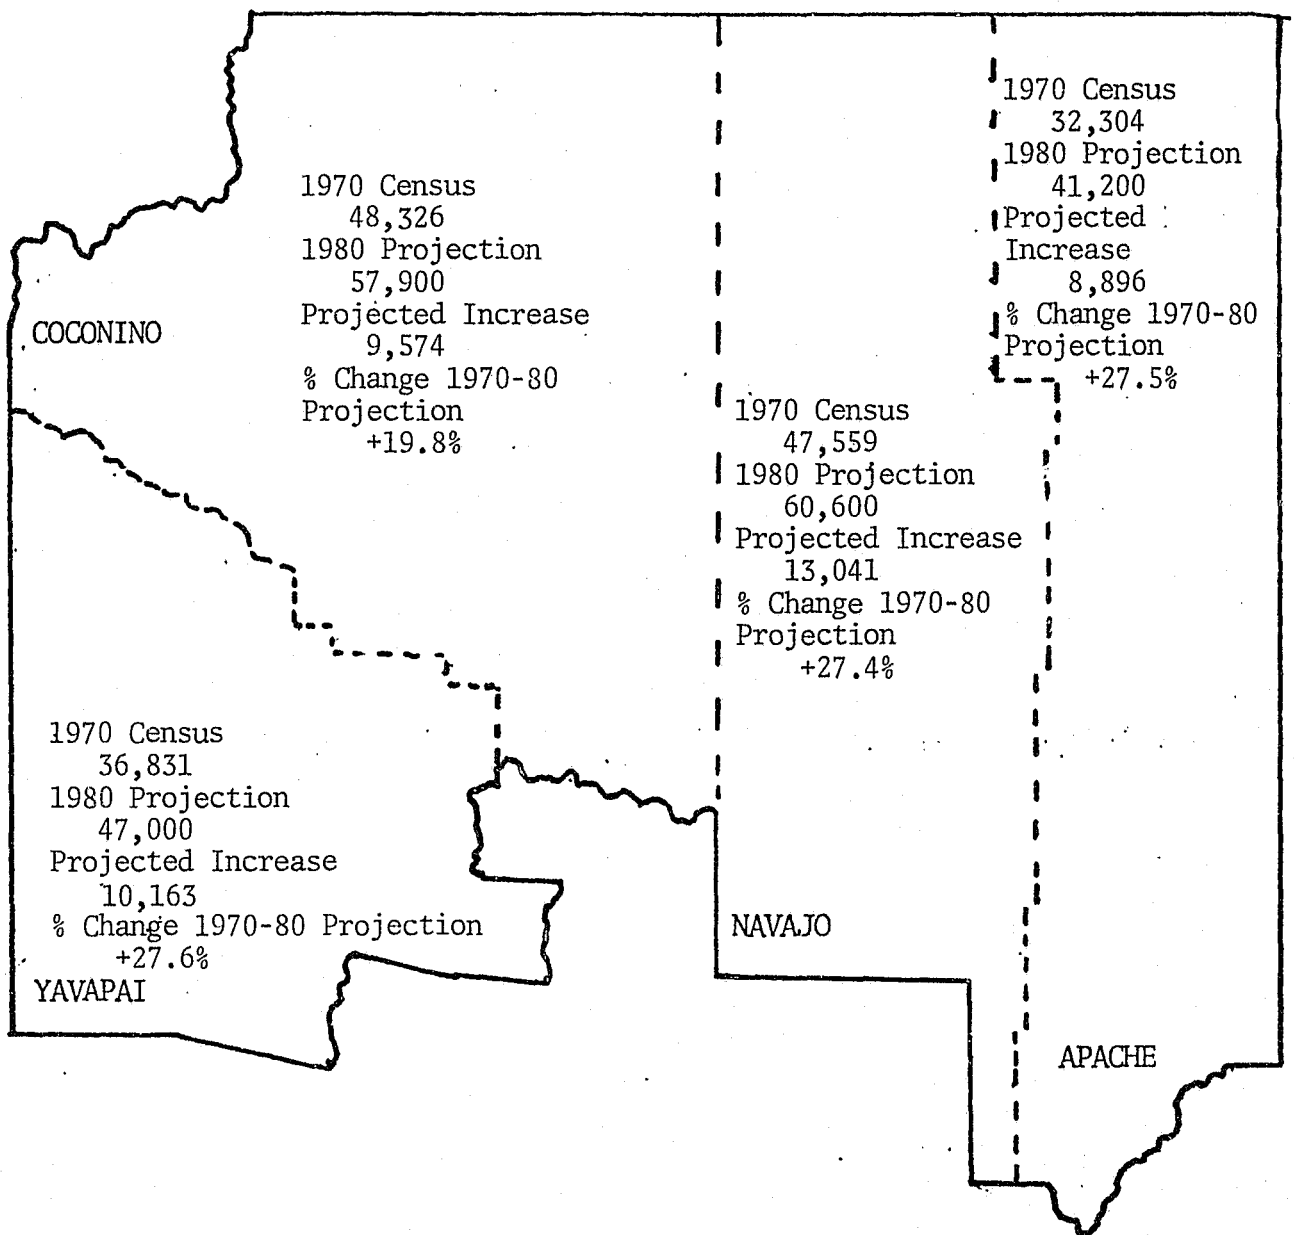 COCONINO
1970 Census
48,326
1980 Projection
57,900
Projected Increase
9,574
% Change 1970-80
Projection
+19.8%
1970 Census
47,559
1980 Projection
60,600
Projected Increase
13,041
% Change 1970-80
Projection
+27.4%
NAVAJO
1970 Census
32,304
1980 Projection
41,200
Projected
Increase
8,896
% Change 1970-80
Projection
+27.5%
APACHE
1970 Census
36,831
1980 Projection
47,000
Projected Increase
10,163
% Change 1970-80 Projection
+27.6%
YAVAPAI